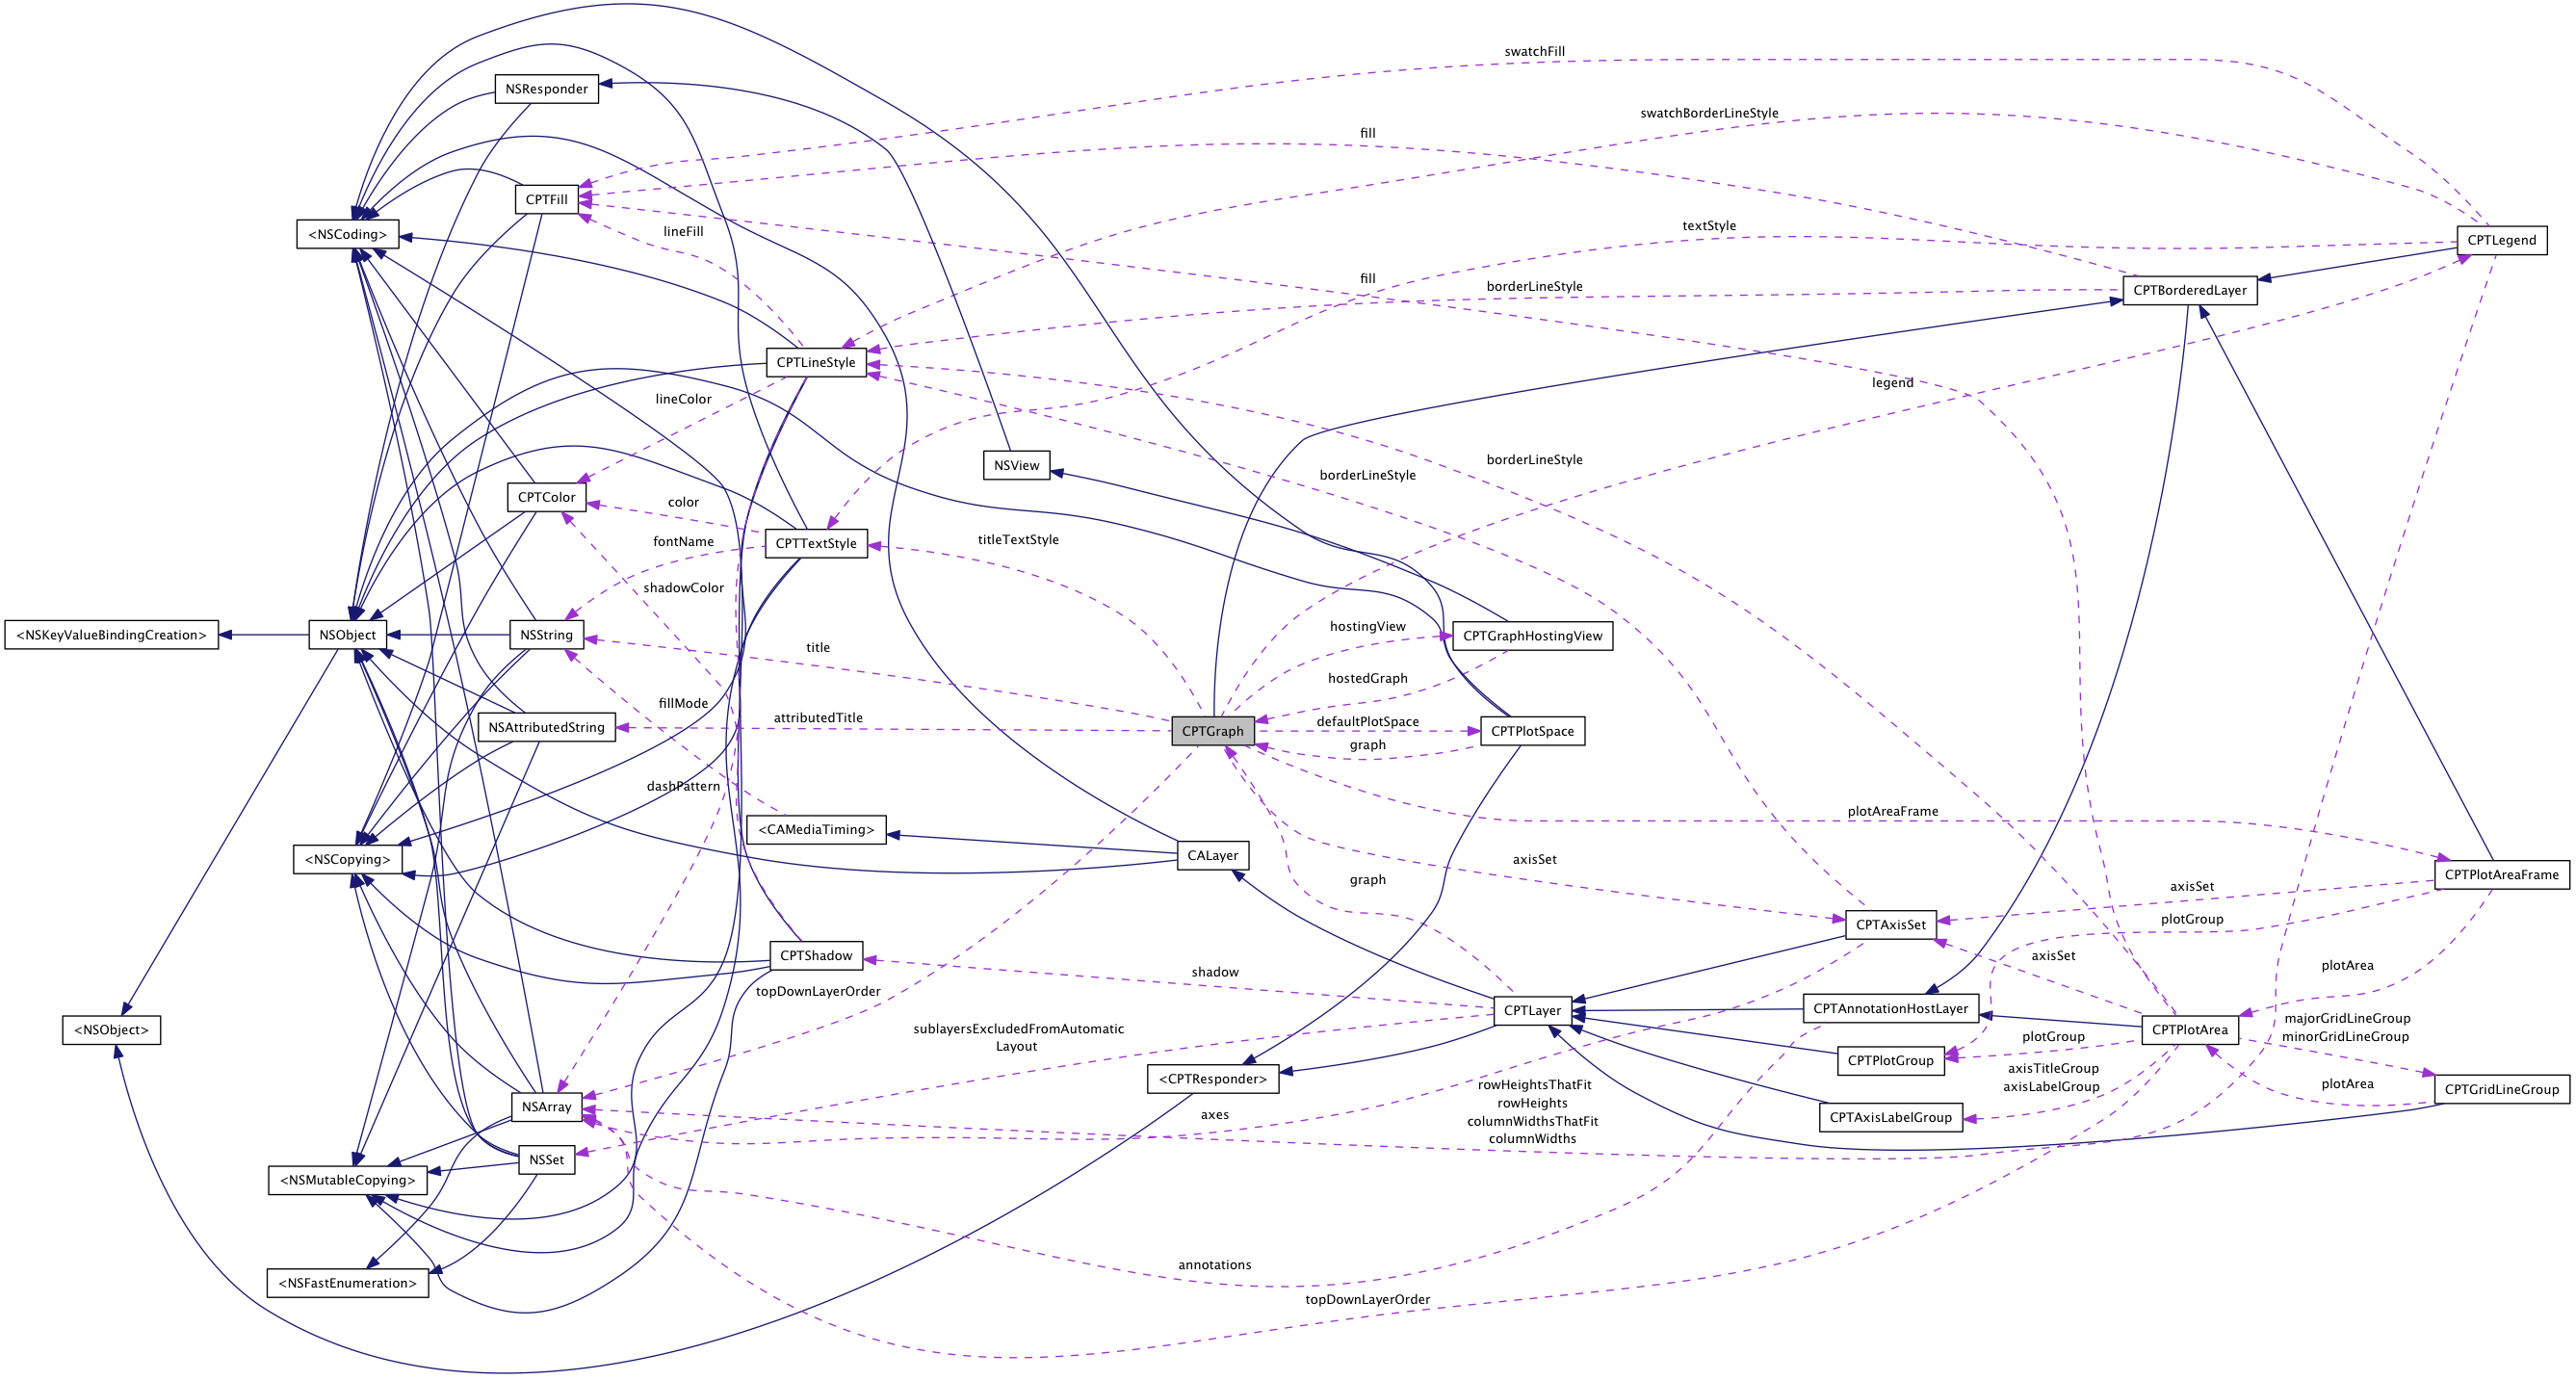 swatchFill
NSResponder
swatchBorderLineStyle
fill
CPTFill
textStyle
lineFill
<NSCoding>
CPTLegend
fill
borderLineStyle
CPTBorderedLayer
CPTLineStyle
legend
lineColor
borderLineStyle
NSView
borderLineStyle
CPTColor
color
titleTextStyle
fontName
CPTTextStyle
shadowColor
hostingView
<NSKeyValueBindingCreation>
NSObject
NSString
CPTGraphHostingView
title
hostedGraph
fillMode
attributedTitle
NSAttributedString
defaultPlotSpace
CPTGraph
CPTPlotSpace
graph
dashPattern
plotAreaFrame
<CAMediaTiming>
<NSCopying>
CALayer
axisSet
graph
CPTPlotAreaFrame
axisSet
plotGroup
CPTAxisSet
CPTShadow
axisSet
plotArea
shadow
topDownLayerOrder
CPTLayer
CPTAnnotationHostLayer
majorGridLineGroup
minorGridLineGroup
<NSObject>
sublayersExcludedFromAutomatic
Layout
CPTPlotArea
plotGroup
CPTPlotGroup
axisTitleGroup
axisLabelGroup
<CPTResponder>
rowHeightsThatFit
rowHeights
columnWidthsThatFit
columnWidths
plotArea
CPTGridLineGroup
NSArray
axes
CPTAxisLabelGroup
NSSet
<NSMutableCopying>
annotations
<NSFastEnumeration>
topDownLayerOrder